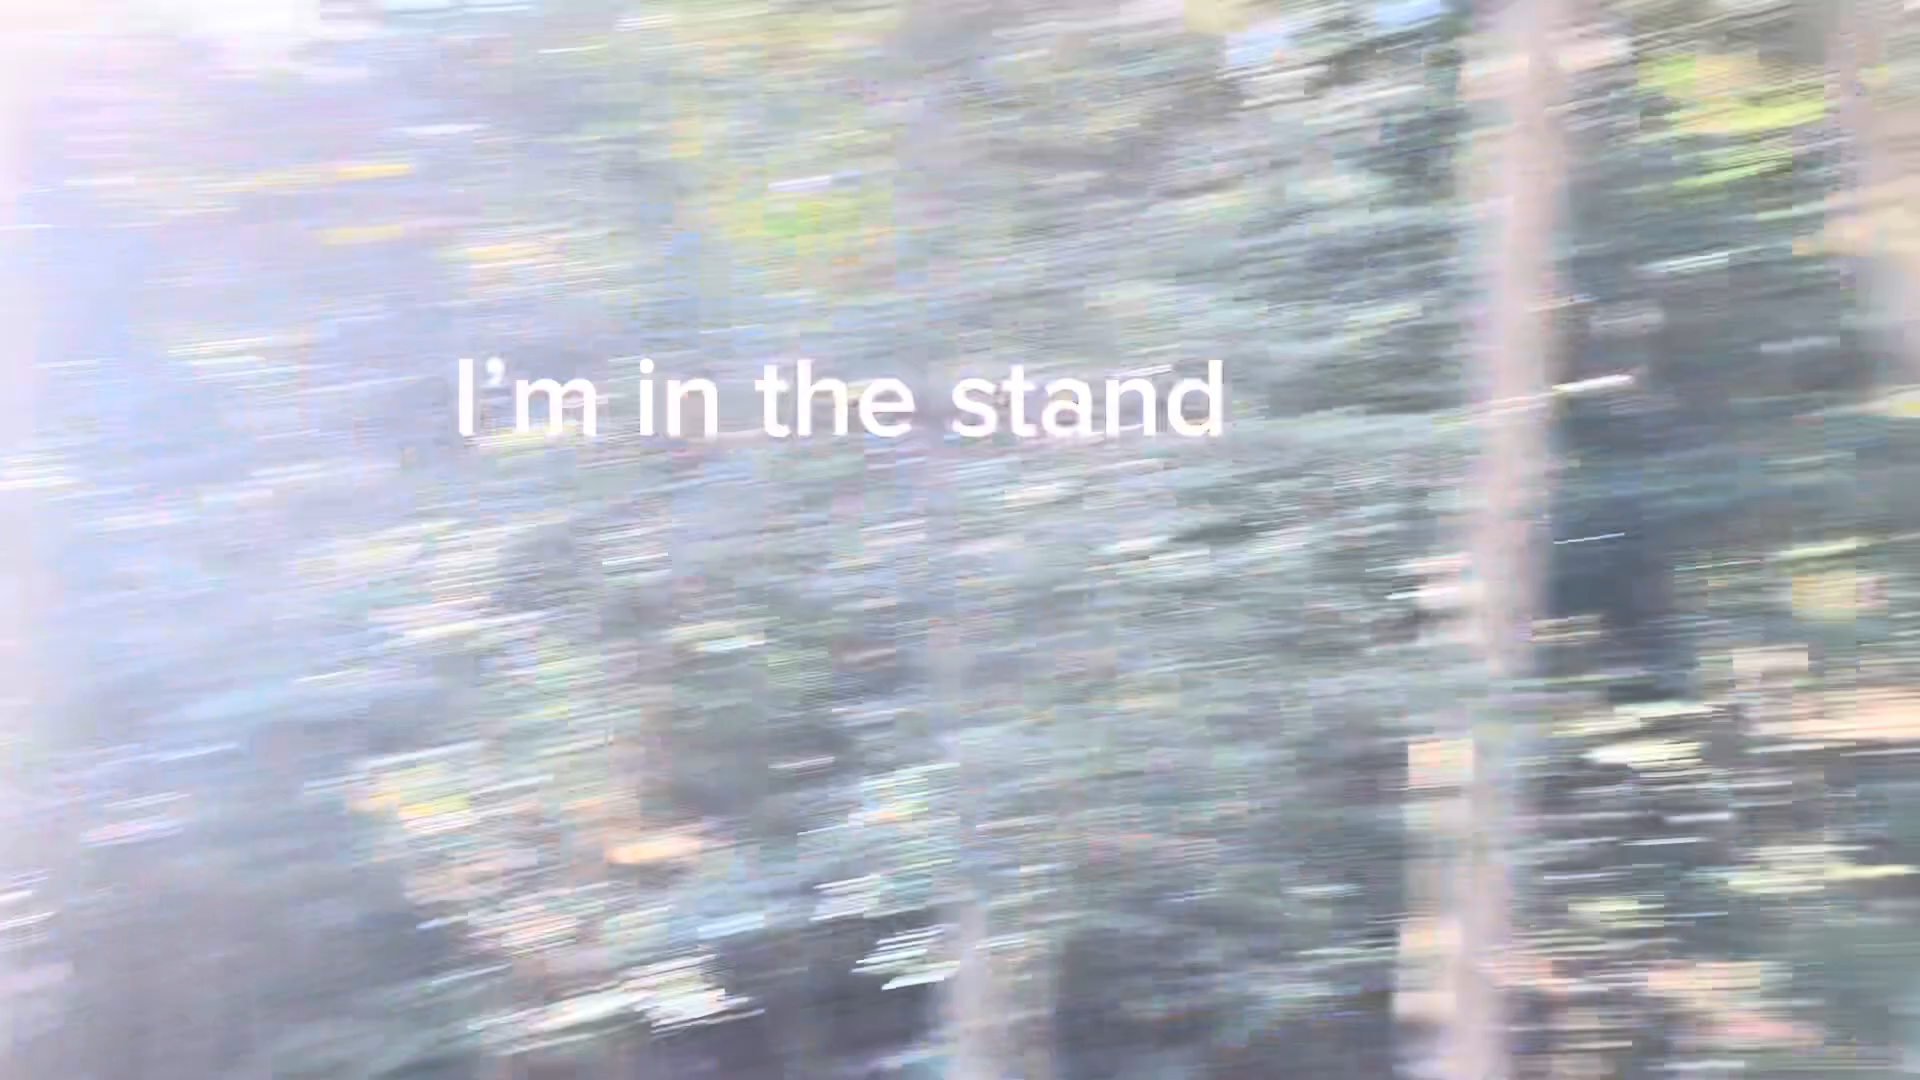 I’m in the stand